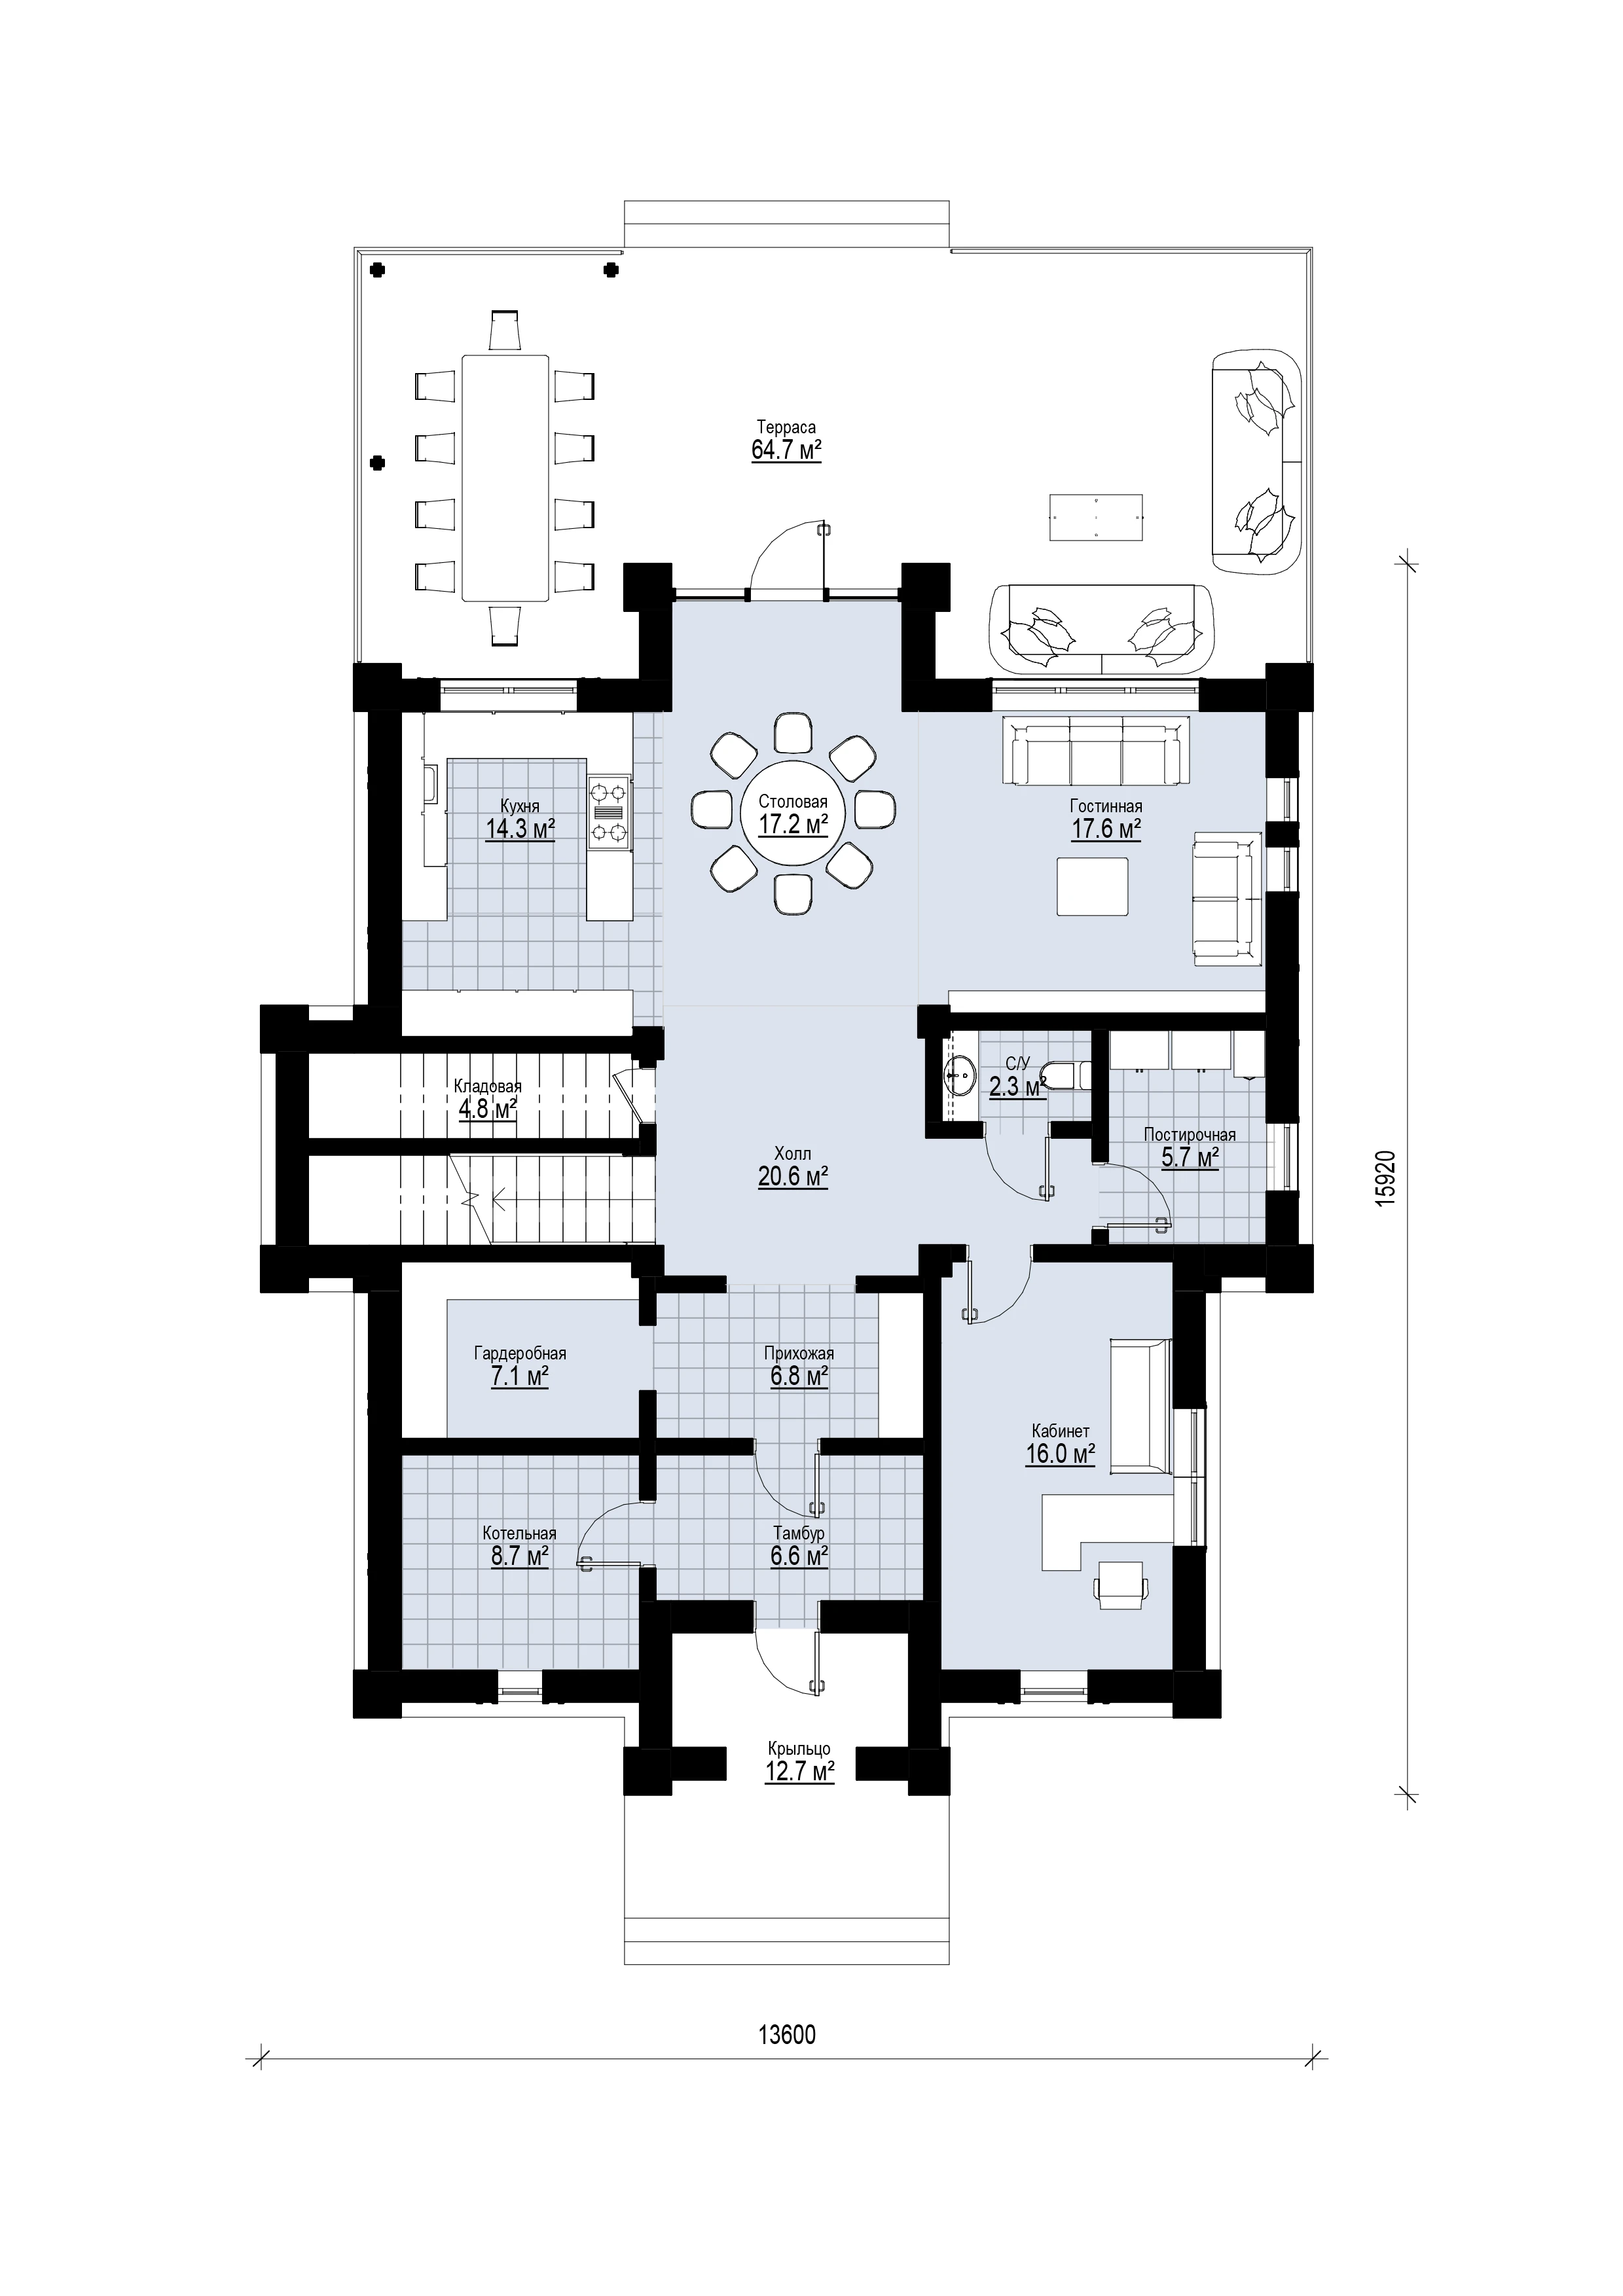 Терраса
64.7 м²
Кухня
14.3 м²
Столовая
17.2 м²
Гостинная
17.6 м²
Кладовая
4.8 м²
С/У
2.3 м²
Постирочная
5.7 м²
Холл
20.6 м²
15920
Гардеробная
7.1 м²
Прихожая
6.8 м²
Кабинет
16.0 м²
Котельная
8.7 м²
Тамбур
6.6 м²
Крыльцо
12.7 м²
13600